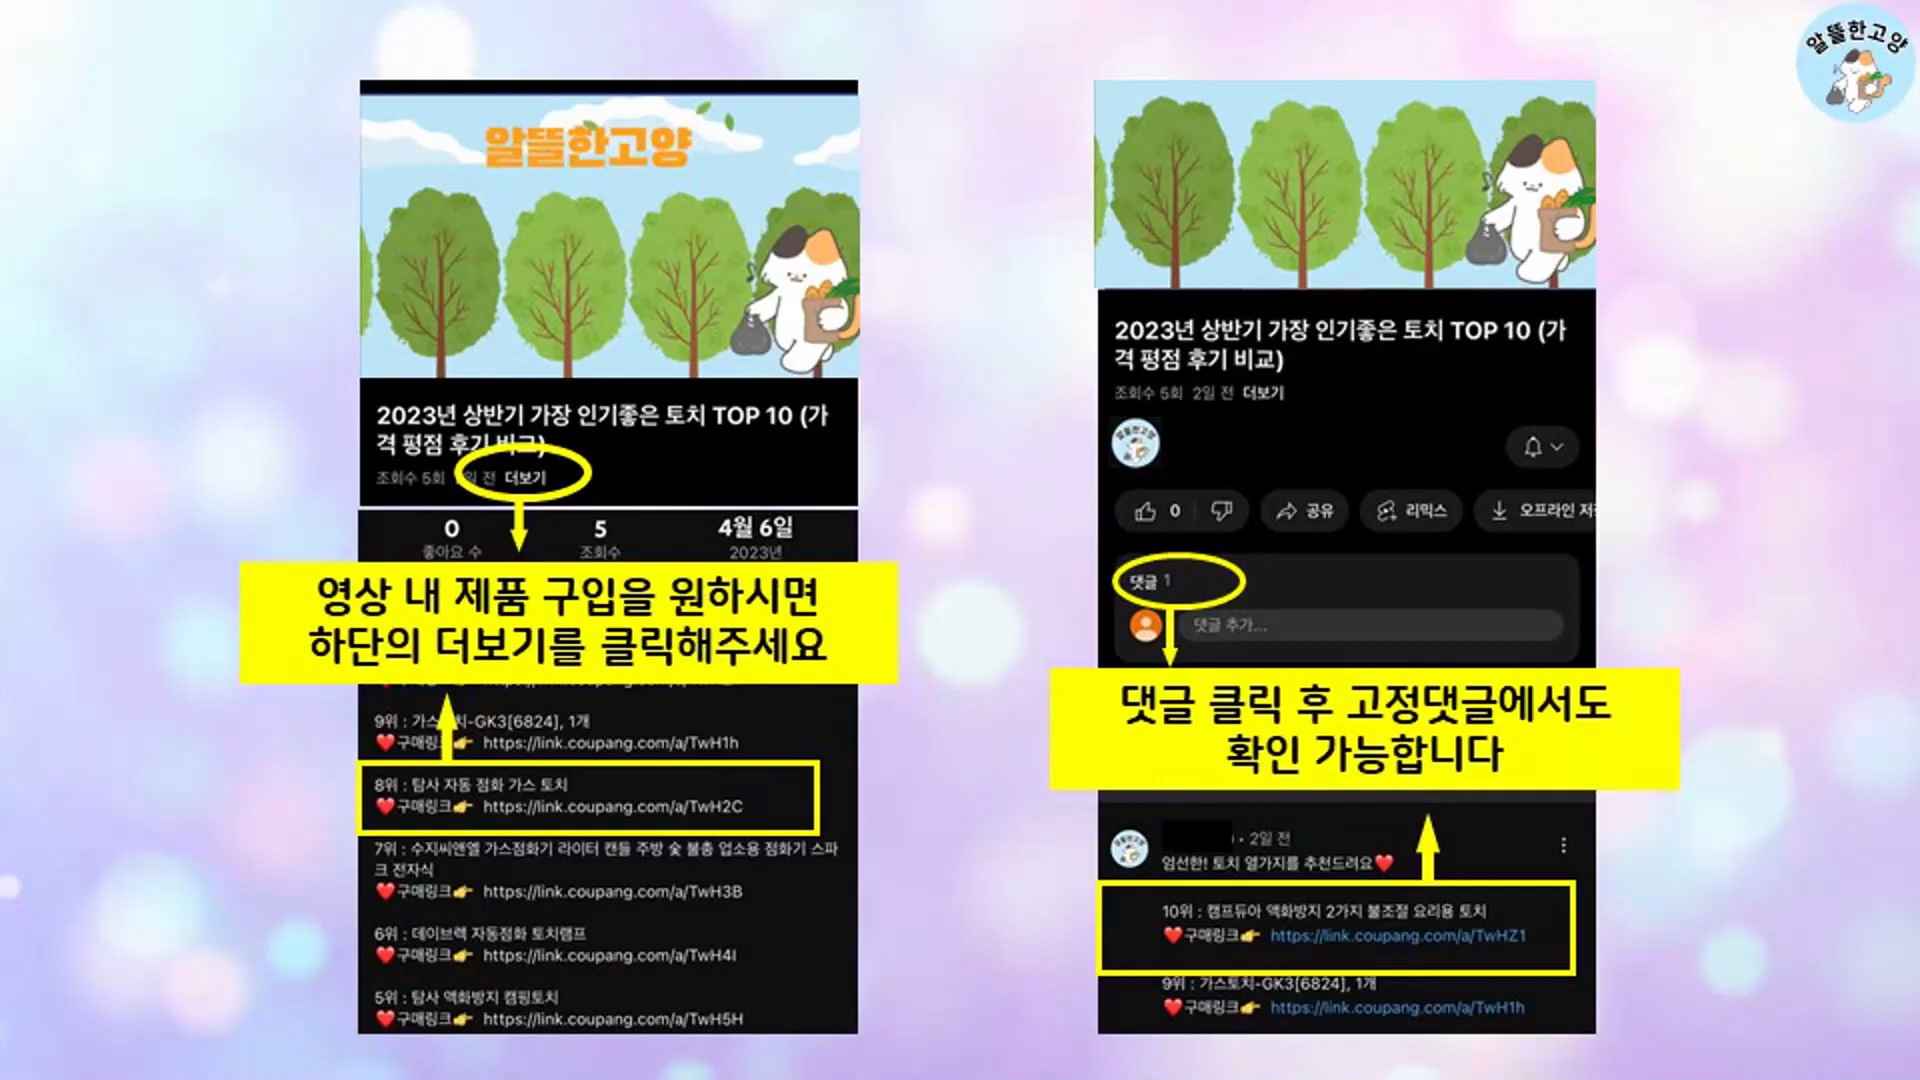 알뜰한고양
알뜰한고양
2023년 상반기 가장 인기좋은 토치 TOP 10 (가
격 평점 후기 비교)
조회수 5회 일 전 더보기
0 5 4월 6일
좋아요 수 조회수 2023년
영상 내 제품 구입을 원하시면
하단의 더보기를 클릭해주세요
9위 : 가스토치-GK3[6824], 1개
❤️구매링크👉 https://link.coupang.com/a/TwH1h
8위 : 탐사 자동 점화 가스 토치
❤️구매링크👉 https://link.coupang.com/a/TwH2C
7위 : 수지씨앤엘 가스점화기 라이터 캔들 주방 숯 불총 업소용 점화기 스파
크 전자식
❤️구매링크👉 https://link.coupang.com/a/TwH3B
6위 : 데이브렉 자동점화 토치램프
❤️구매링크👉 https://link.coupang.com/a/TwH4I
5위 : 탐사 액화방지 캠핑토치
❤️구매링크👉 https://link.coupang.com/a/TwH5H
2023년 상반기 가장 인기좋은 토치 TOP 10 (가
격 평점 후기 비교)
조회수 5회 2일 전 더보기
알뜰한고양
0 공유 리믹스 오프라인 저
댓글 1
댓글 추가...
댓글 클릭 후 고정댓글에서도
확인 가능합니다
알뜰한고양
• 2일 전
엄선한! 토치 열가지를 추천드려요❤️
10위 : 캠프듀아 액화방지 2가지 불조절 요리용 토치
❤️구매링크👉 https://link.coupang.com/a/TwHZ1
9위 : 가스토치-GK3[6824], 1개
❤️구매링크👉 https://link.coupang.com/a/TwH1h